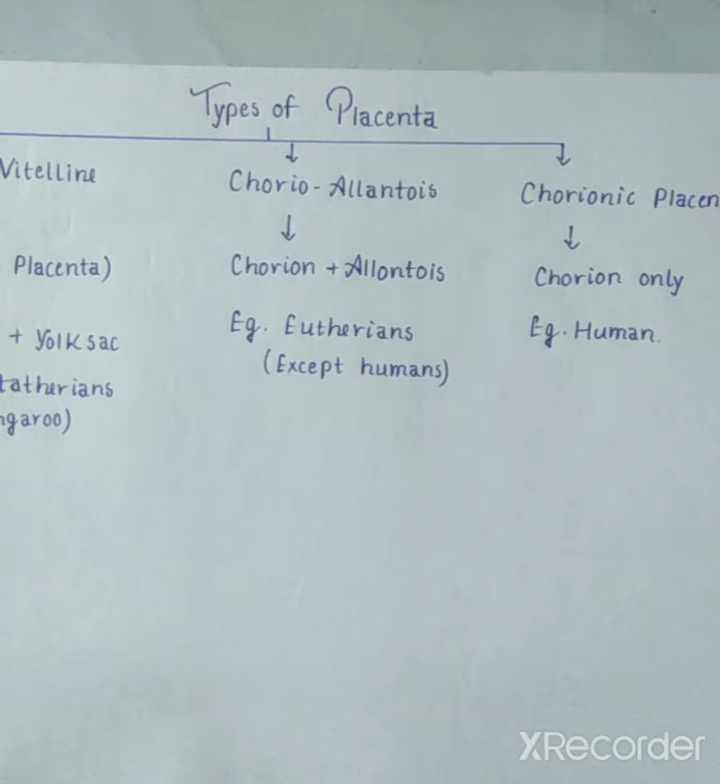 Types of Placenta
Vitelline
Chorio-Allantois
Chorionic Placen
Placenta)
Chorion + Allontois
Chorion only
+ Yolk sac
Eg. Eutherians
Eg. Human.
tatherians
(Except humans)
ngaroo)
XRecorder